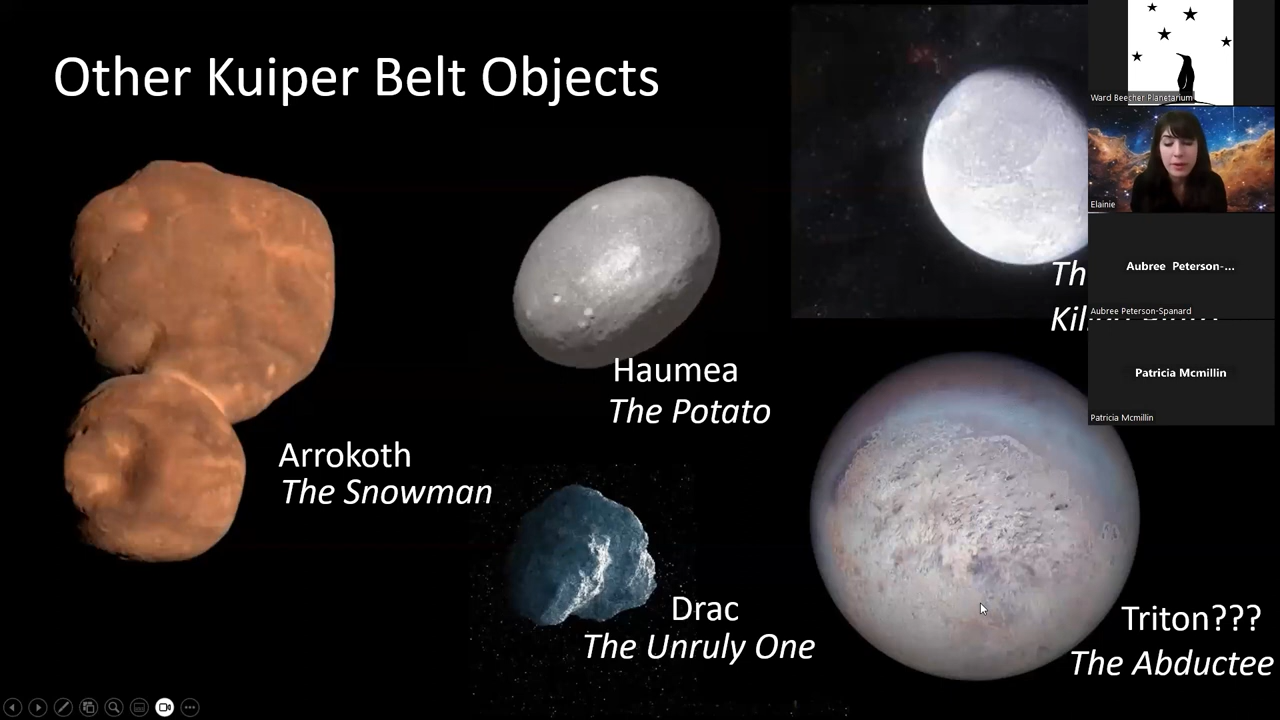 Other Kuiper Belt Objects
Ward Beecher Planetarium
Elainie
Aubree Peterson-...
Aubree Peterson-Spanard
Patricia Mcmillin
Patricia Mcmillin
Haumea
The Potato
Arrokoth
The Snowman
Drac
The Unruly One
Triton???
The Abductee